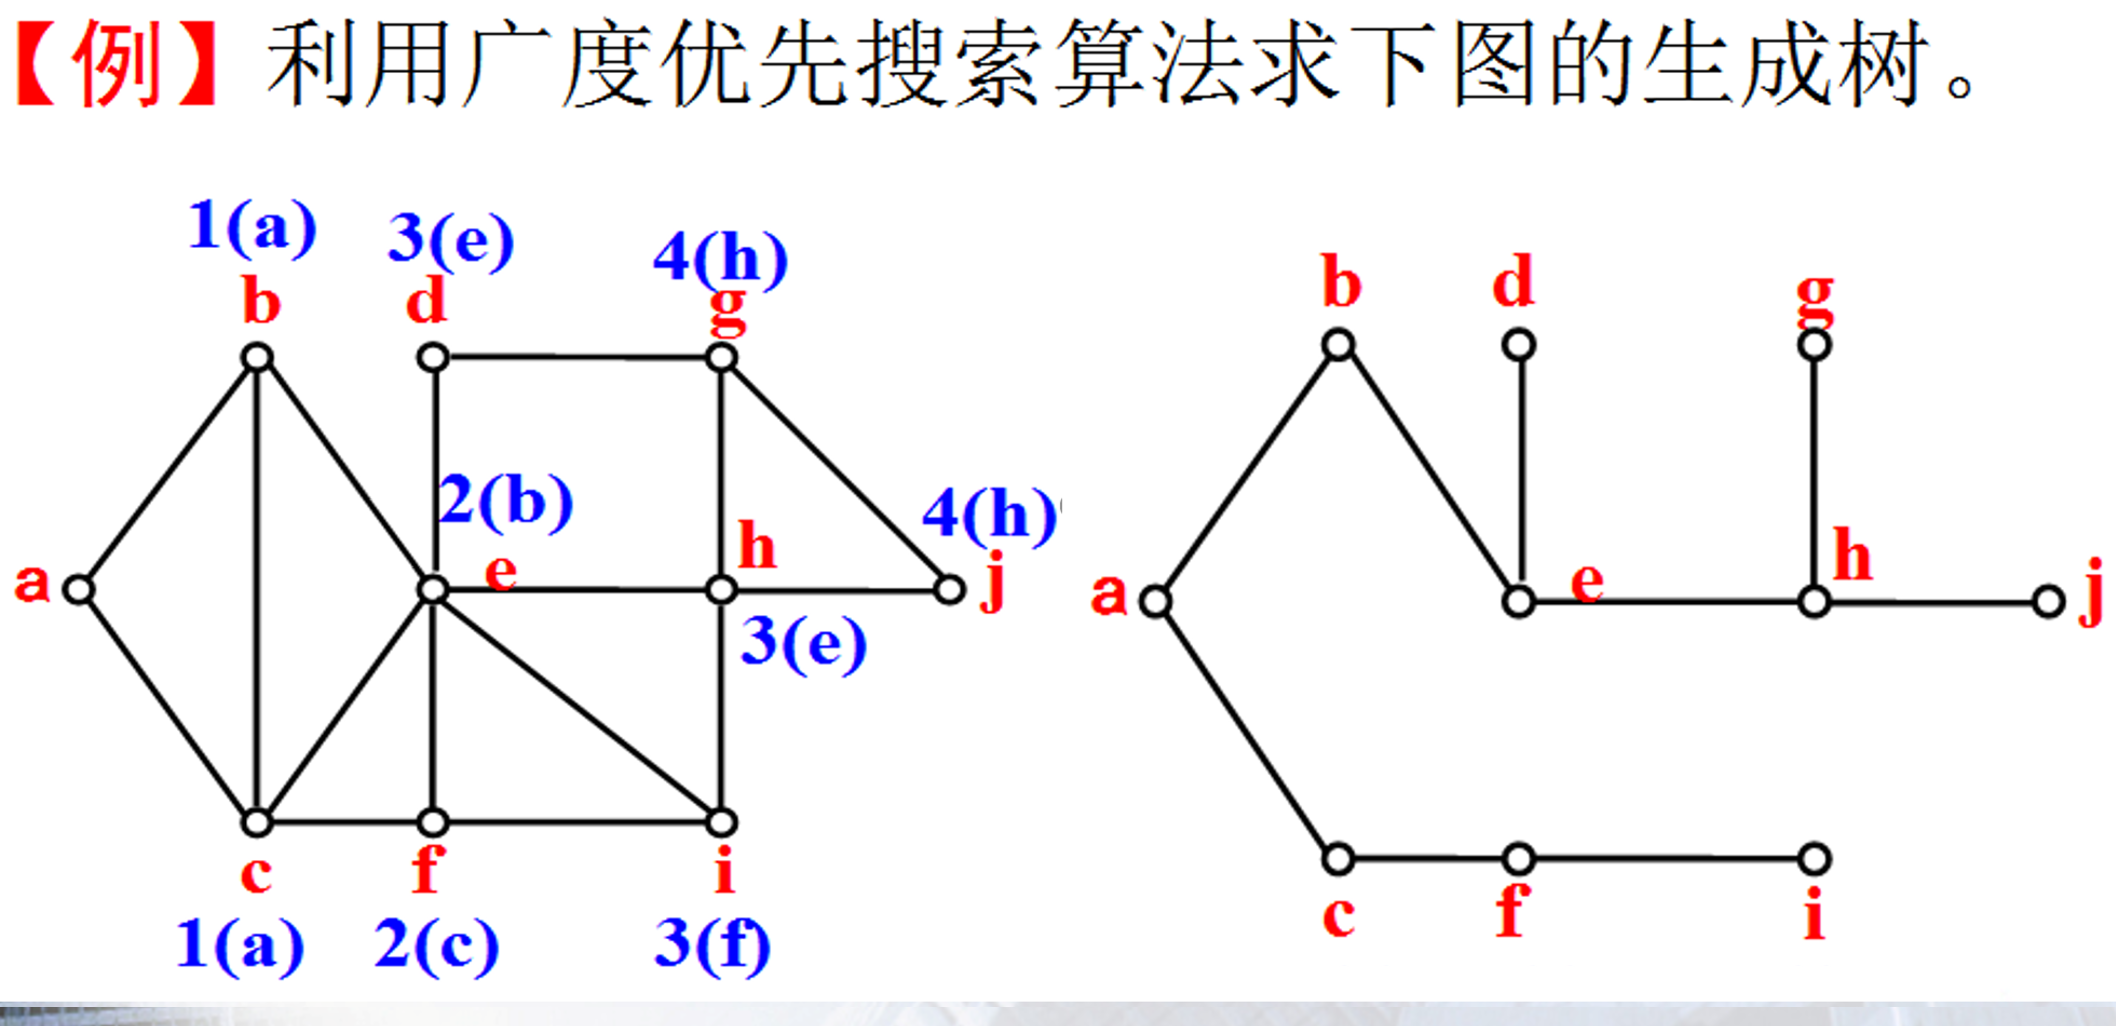 【例】利用广度优先搜索算法求下图的生成树。
1(a) 3(e) 4(h)
b d g b d g
2(b) 4(h)
a e h j a e h j
3(e)
c f i c f i
1(a) 2(c) 3(f)